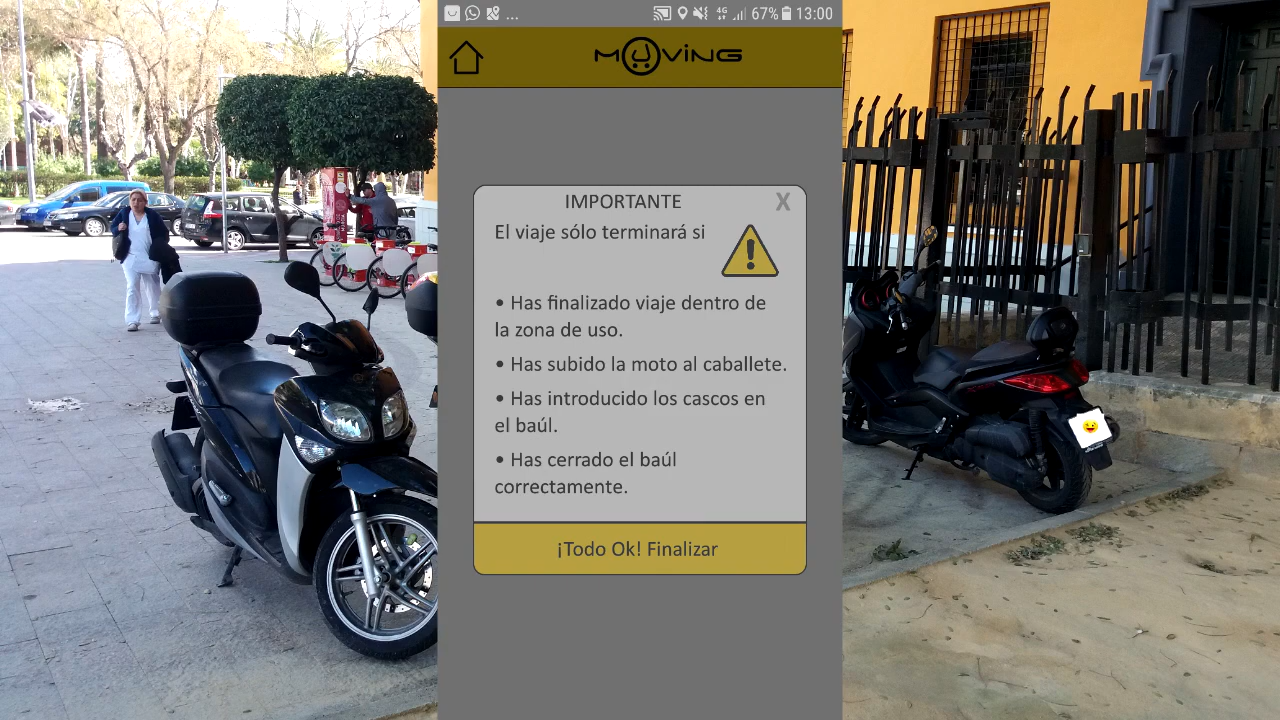 ... 4G 67% 13:00
MUVING
IMPORTANTE X
El viaje sólo terminará si
• Has finalizado viaje dentro de
la zona de uso.
• Has subido la moto al caballete.
• Has introducido los cascos en
el baúl.
• Has cerrado el baúl
correctamente.
¡Todo Ok! Finalizar